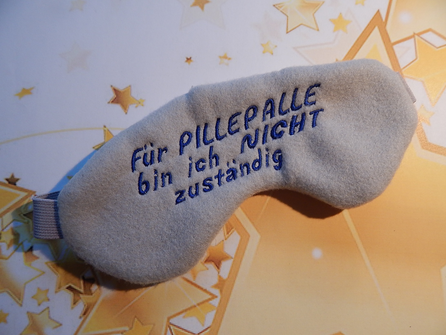 Für PILLEPALLE
bin ich NICHT
zuständig